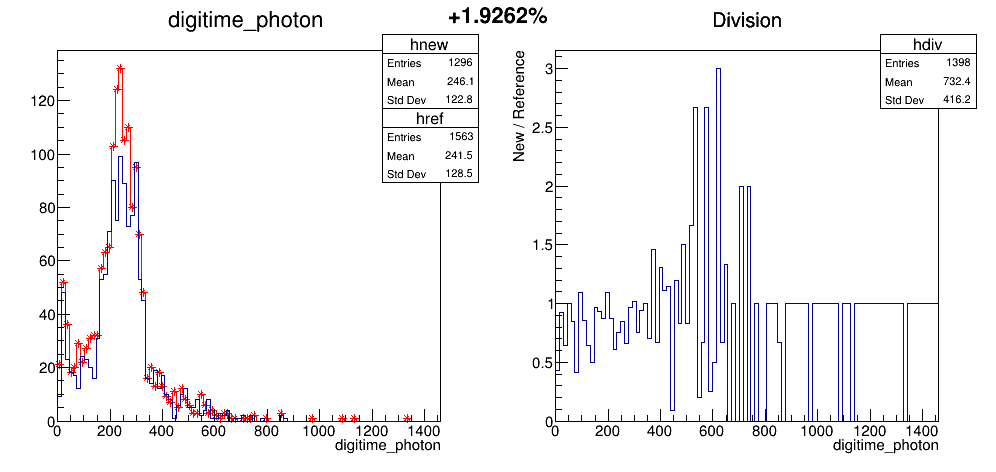 digitime_photon
+1.9262%
Division
hnew
Entries 1296
Mean 246.1
Std Dev 122.8
href
Entries 1563
Mean 241.5
Std Dev 128.5
120
100
80
60
40
20
0
0 200 400 600 800 1000 1200 1400
digitime_photon
hdiv
Entries 1398
Mean 732.4
Std Dev 416.2
New / Reference
3
2.5
2
1.5
1
0.5
0
0 200 400 600 800 1000 1200 1400
digitime_photon